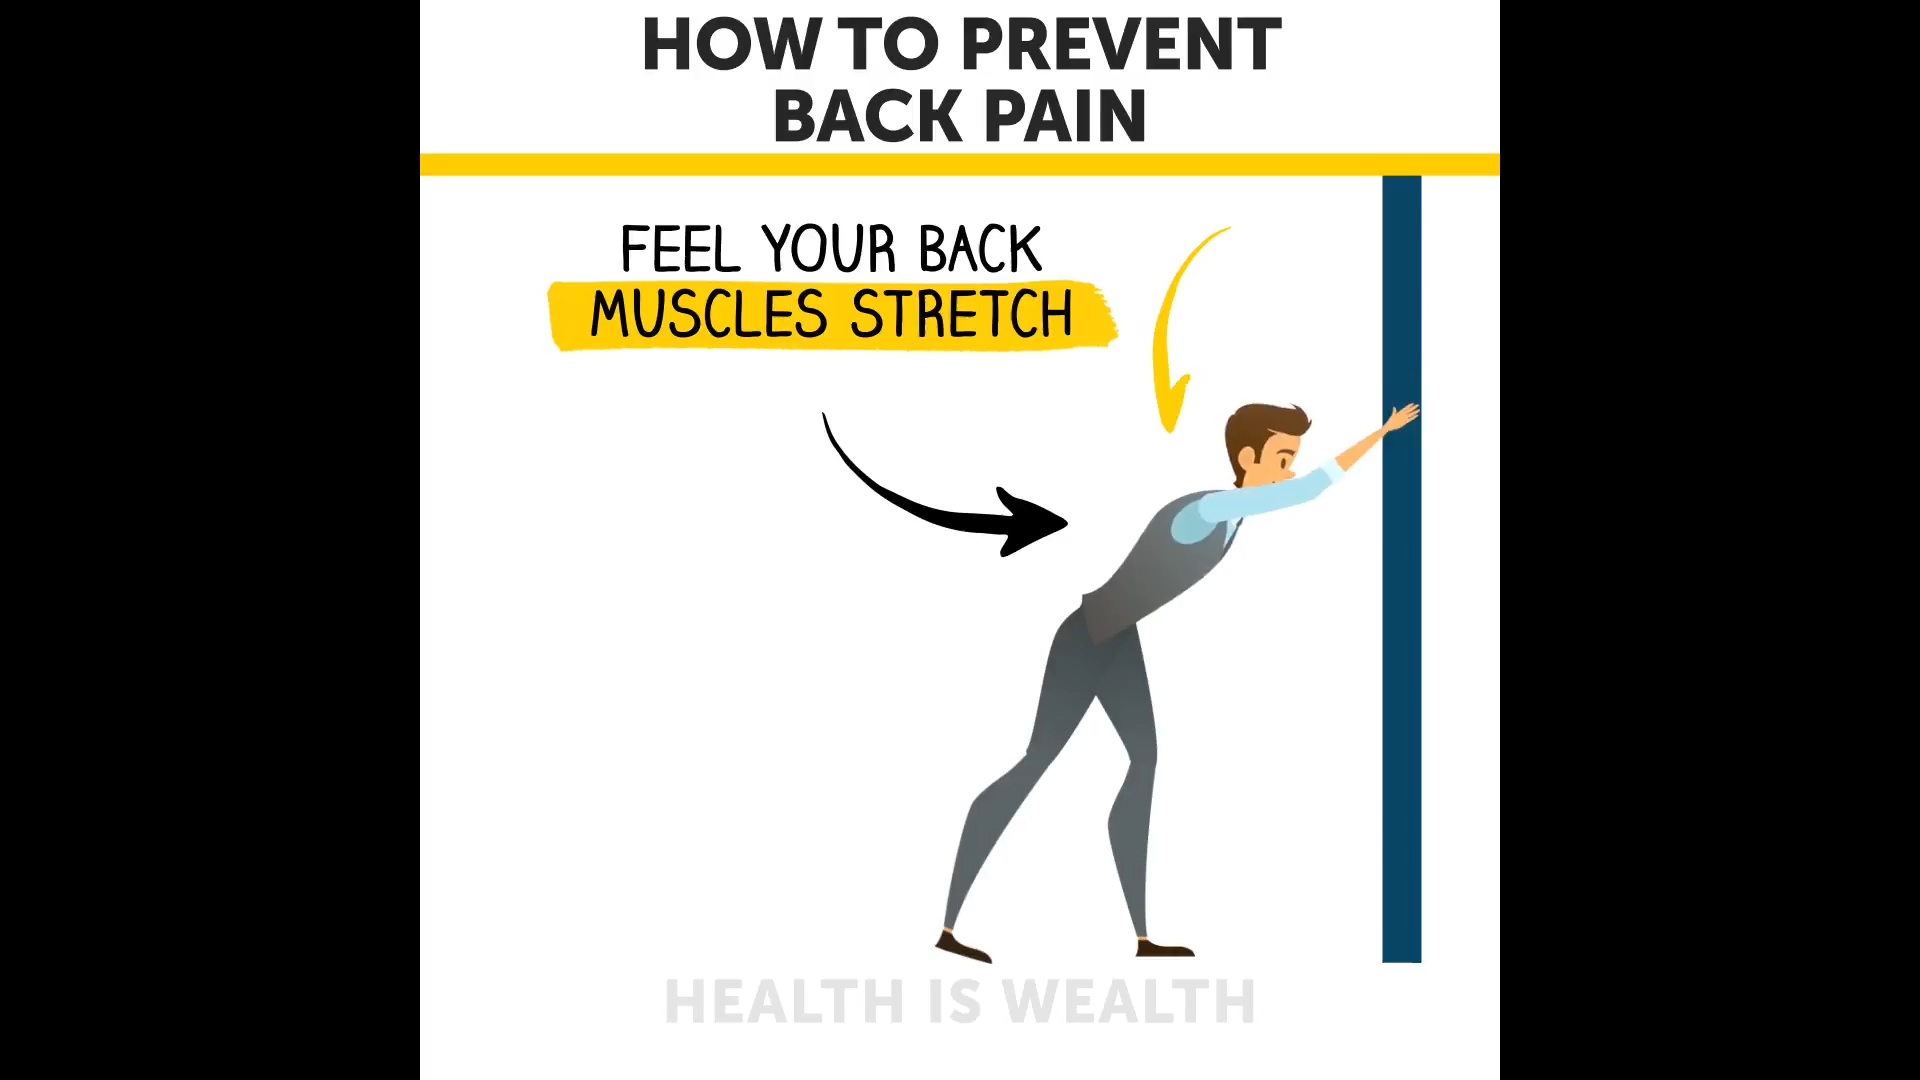 HOW TO PREVENT
BACK PAIN
FEEL YOUR BACK
MUSCLES STRETCH
HEALTH IS WEALTH